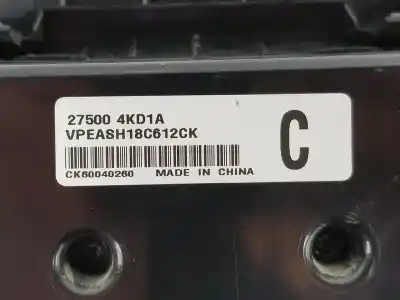 27500 4KD1A
VPEASH18C612CK
C
CK60040260 MADE IN CHINA